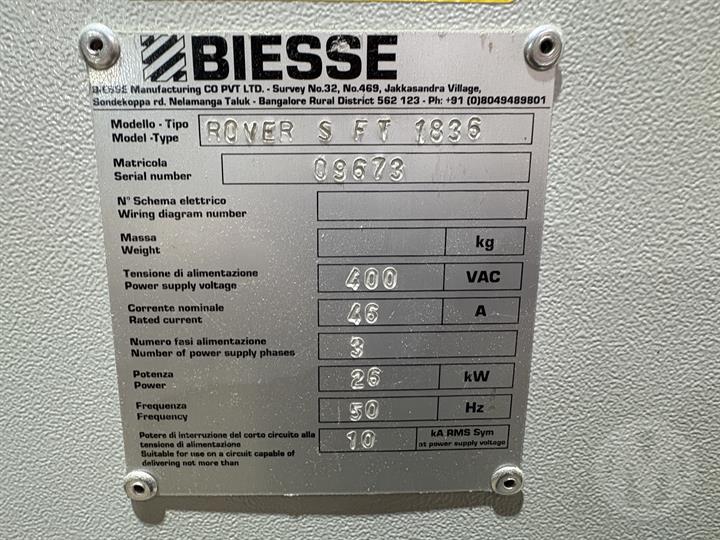 BIESSE
BIESSE Manufacturing CO PVT LTD. - Survey No.32, No.469, Jakkasandra Village,
Sondekoppa rd. Nelamanga Taluk - Bangalore Rural District 562 123 - Ph: +91 (0)8049489801
Modello - Tipo
Model -Type
ROVER S FT 1836
Matricola
Serial number
09673
N° Schema elettrico
Wiring diagram number
Massa
Weight
kg
Tensione di alimentazione
Power supply voltage
400 VAC
Corrente nominale
Rated current
46 A
Numero fasi alimentazione
Number of power supply phases
3
Potenza
Power
26 kW
Frequenza
Frequency
50 Hz
Potere di interruzione del corto circuito alla
tensione di alimentazione
Suitable for use on a circuit capable of
delivering not more than
10
kA RMS Sym
at power supply voltage